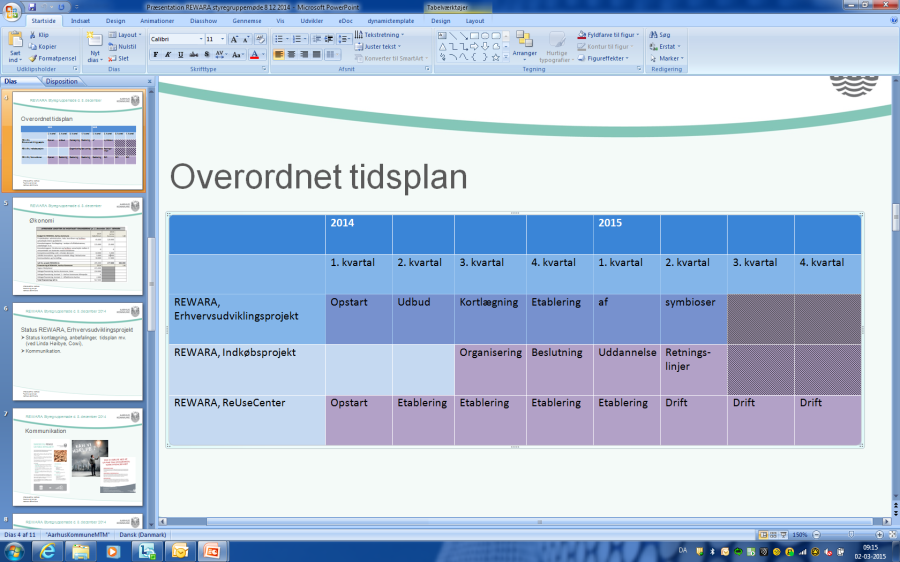 Præsentation REWARA styregruppemøde 8.12.2014 - Microsoft PowerPoint
Tabelværktøjer
Startside Indsæt Design Animationer Diasshow Gennemse Vis Udvikler eDoc dynamictemplate Design Layout
Sæt ind
Klip
Kopier
Formatpensel
Udklipsholder
Nyt dias
Layout
Nulstil
Slet
Dias
Calibri 11
F K U abc S AV Aa A
Skrifttype
Tekstretning
Juster tekst
Konverter til SmartArt
Afsnit
Arranger
Hurtige typografier
Fyldfarve til figur
Kontur til figur
Figureffekter
Tegning
Søg
Erstat
Marker
Redigering
Dias Disposition
4
Overordnet tidsplan
5
Økonomi
6
Status REWARA, Erhvervsudviklingsprojekt
Status kortlægning, anbefalinger, tidsplan mv.
(ved Linda Høibye, Cowi).
Kommunikation.
7
Kommunikation
8
Overordnet tidsplan
2014 2015
1. kvartal 2. kvartal 3. kvartal 4. kvartal 1. kvartal 2. kvartal 3. kvartal 4. kvartal
REWARA, Opstart Udbud Kortlægning Etablering af symbioser
Erhvervsudviklingsprojekt
REWARA, Indkøbsprojekt Organisering Beslutning Uddannelse Retnings-
linjer
REWARA, ReUseCenter Opstart Etablering Etablering Etablering Etablering Drift Drift Drift
Dias 4 af 11 "AarhusKommuneMTM" Dansk (Danmark) 150%
DA 09:15
02-03-2015